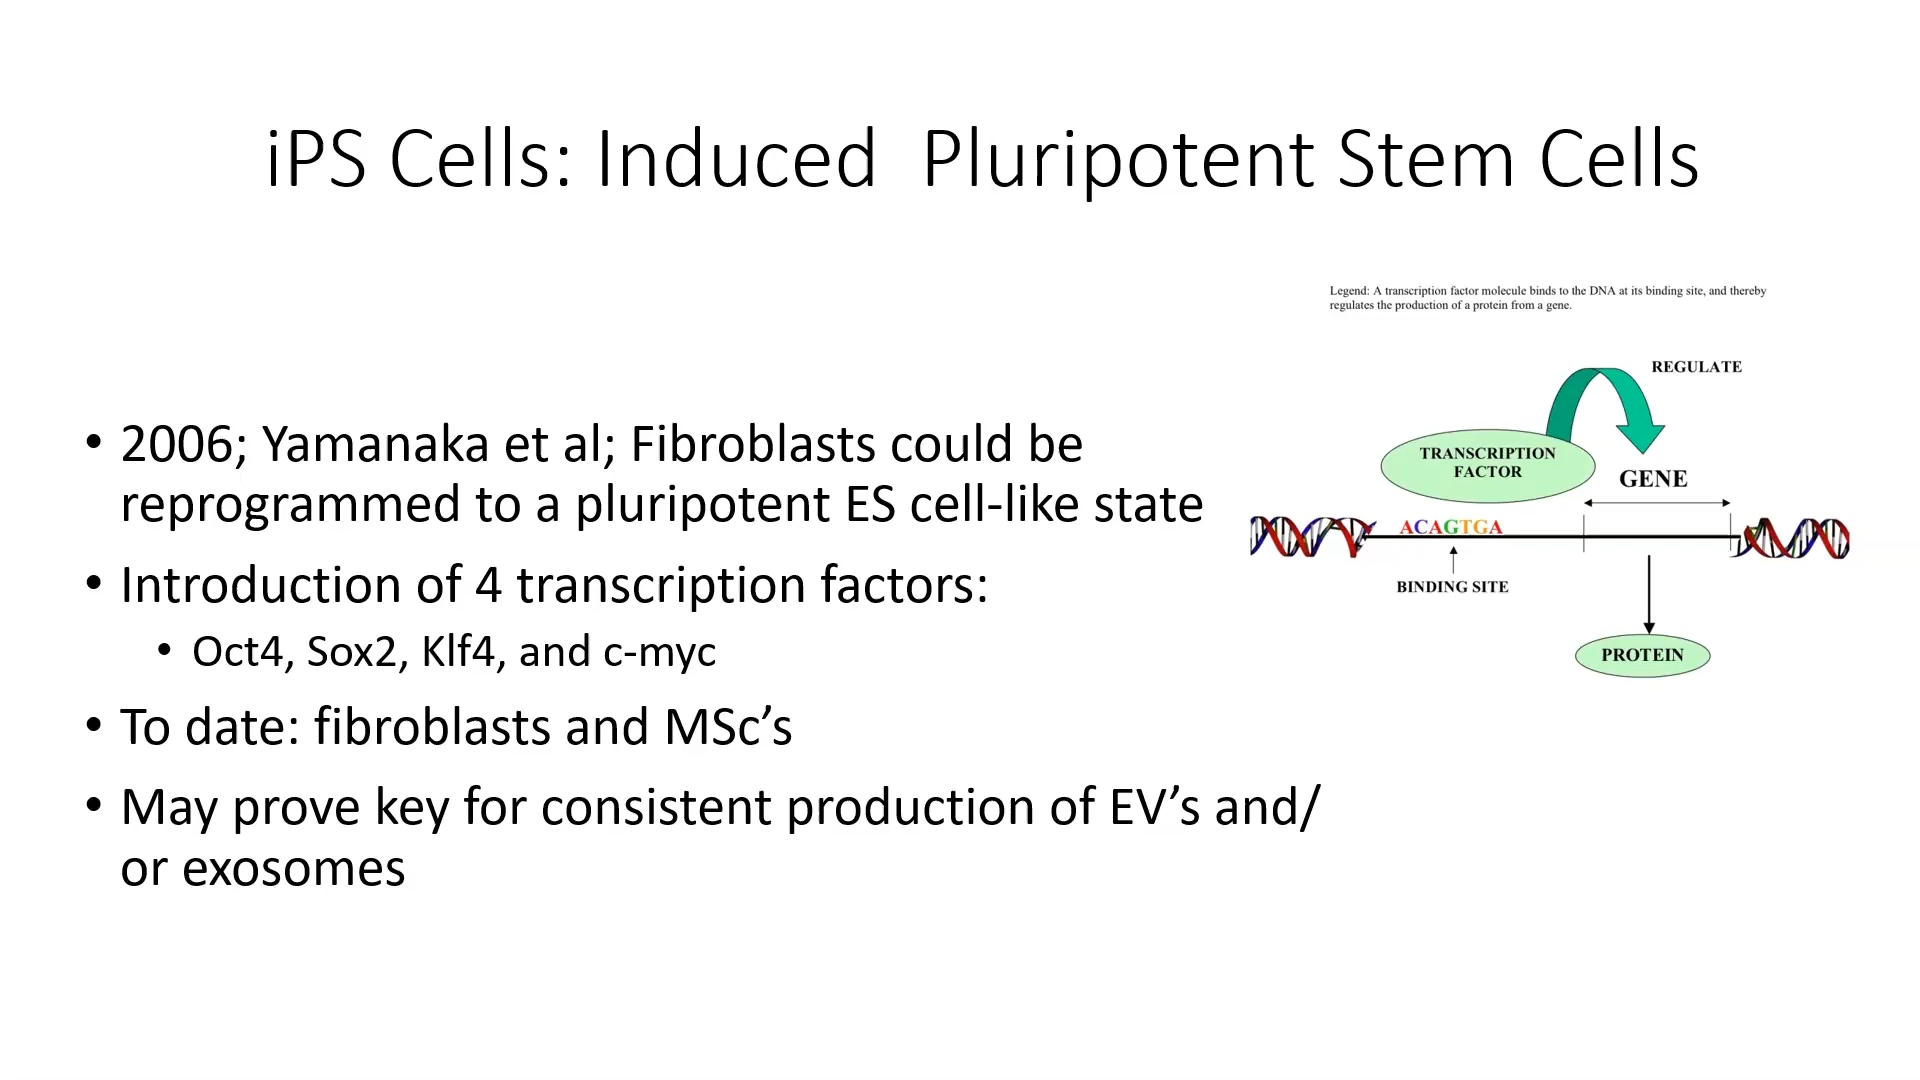 iPS Cells: Induced  Pluripotent Stem Cells
Legend: A transcription factor molecule binds to the DNA at its binding site, and thereby
regulates the production of a protein from a gene.
• 2006; Yamanaka et al; Fibroblasts could be
reprogrammed to a pluripotent ES cell-like state
• Introduction of 4 transcription factors:
• Oct4, Sox2, Klf4, and c-myc
• To date: fibroblasts and MSc’s
• May prove key for consistent production of EV’s and/
or exosomes
REGULATE
TRANSCRIPTION
FACTOR
GENE
ACAGTGA
BINDING SITE
PROTEIN